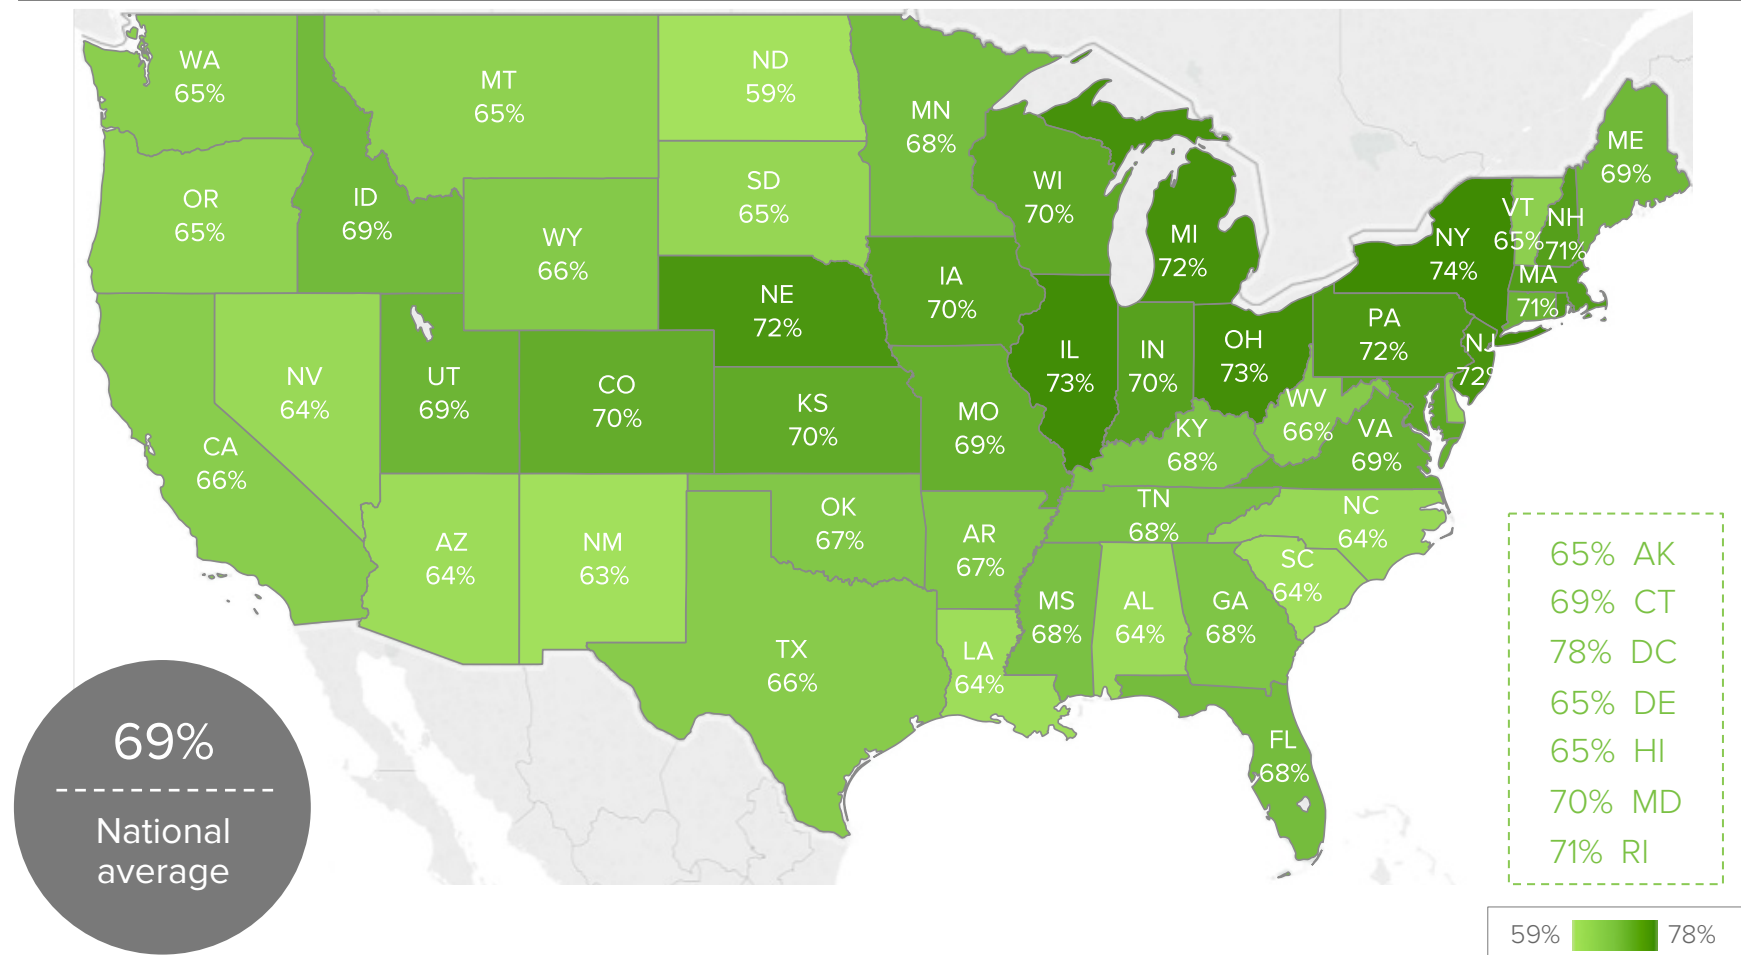 WA
65%
MT
65%
ND
59%
MN
68%
ME
69%
OR
65%
ID
69%
WY
66%
SD
65%
WI
70%
MI
72%
NY
74%
VT
65%
NH
71%
MA
71%
NE
72%
IA
70%
IL
73%
IN
70%
OH
73%
PA
72%
NJ
72%
NV
64%
UT
69%
CO
70%
KS
70%
MO
69%
KY
68%
WV
66%
VA
69%
CA
66%
AZ
64%
NM
63%
OK
67%
AR
67%
TN
68%
NC
64%
SC
64%
MS
68%
AL
64%
GA
68%
TX
66%
LA
64%
FL
68%
65% AK
69% CT
78% DC
65% DE
65% HI
70% MD
71% RI
69%
National
average
59%
78%